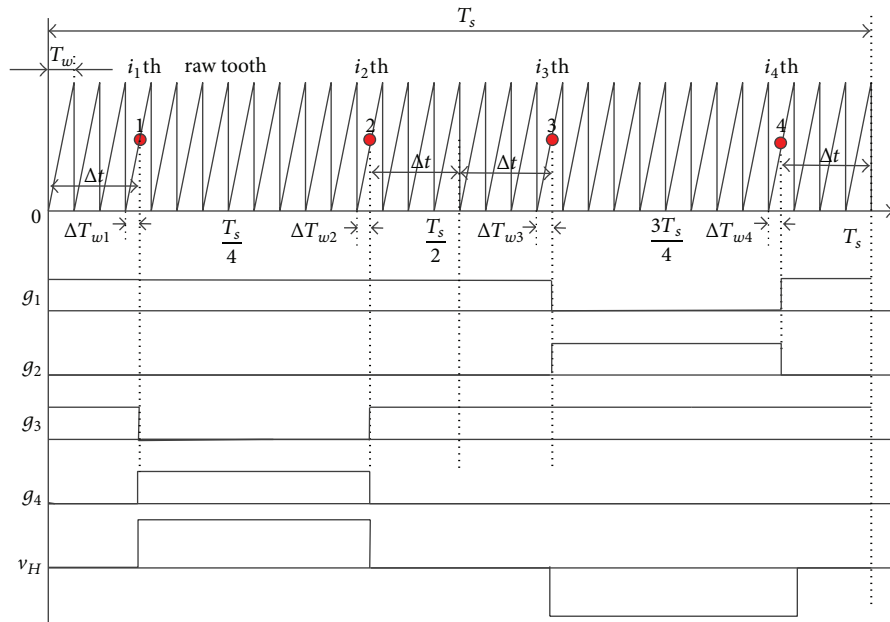 T_s
T_w
i_1th raw tooth i_2th i_3th i_4th
1 2 3 4
Δt Δt Δt Δt
0
ΔT_w1 T_s/4 ΔT_w2 T_s/2 ΔT_w3 3T_s/4 ΔT_w4 T_s
g_1
g_2
g_3
g_4
v_H